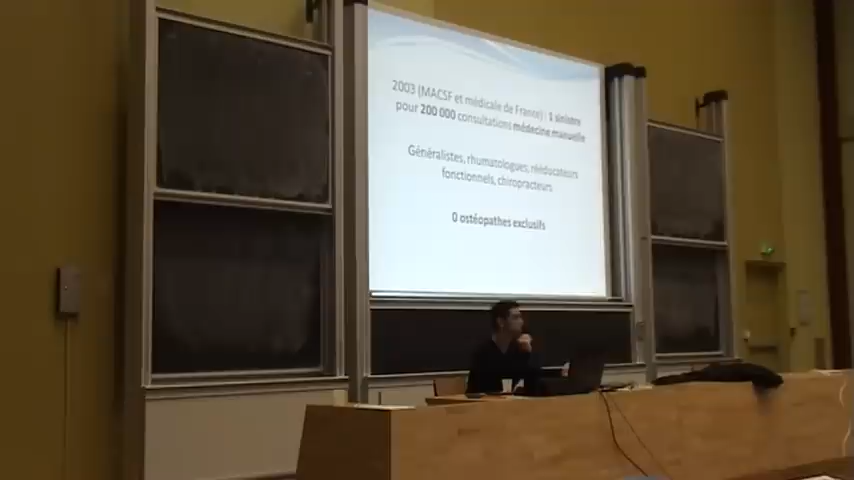 2003 (MACSF et médicale de France) : 1 sinistre
pour 200 000 consultations médecine manuelle
Généralistes, rhumatologues, rééducateurs
fonctionnels, chiropracteurs
0 ostéopathes exclusifs